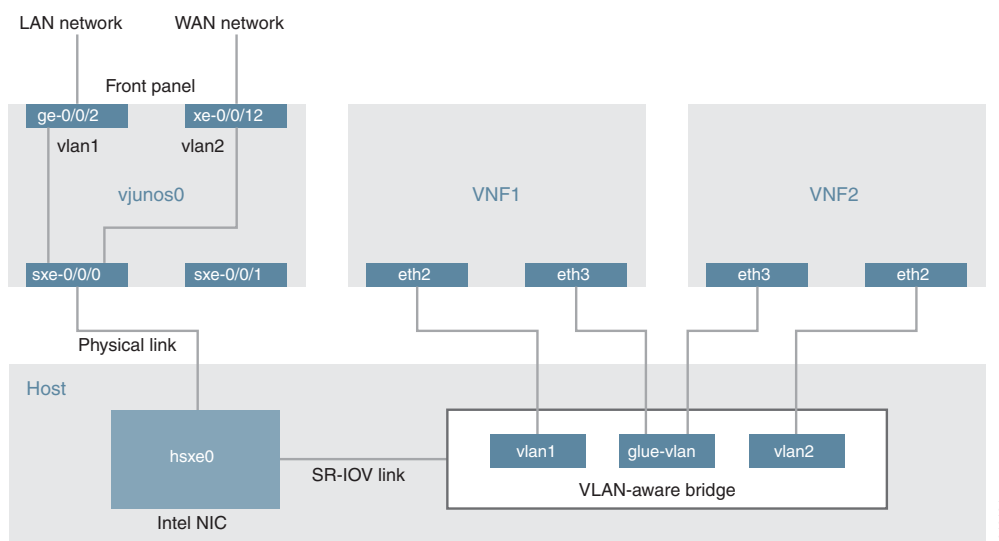 LAN network
WAN network
Front panel
ge-0/0/2
xe-0/0/12
vlan1
vlan2
vjunos0
VNF1
VNF2
sxe-0/0/0
sxe-0/0/1
eth2
eth3
eth3
eth2
Physical link
Host
hsxe0
vlan1
glue-vlan
vlan2
SR-IOV link
VLAN-aware bridge
Intel NIC